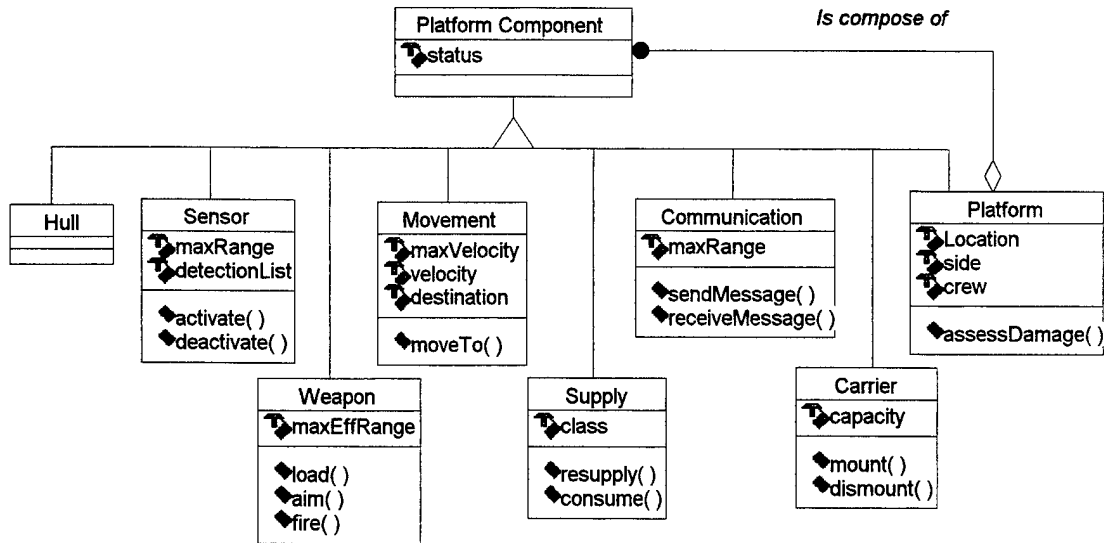 Platform Component
status
Is compose of
Hull
Sensor
maxRange
detectionList
activate( )
deactivate( )
Movement
maxVelocity
velocity
destination
moveTo( )
Communication
maxRange
sendMessage( )
receiveMessage( )
Platform
Location
side
crew
assessDamage( )
Weapon
maxEffRange
load( )
aim( )
fire( )
Supply
class
resupply( )
consume( )
Carrier
capacity
mount( )
dismount( )